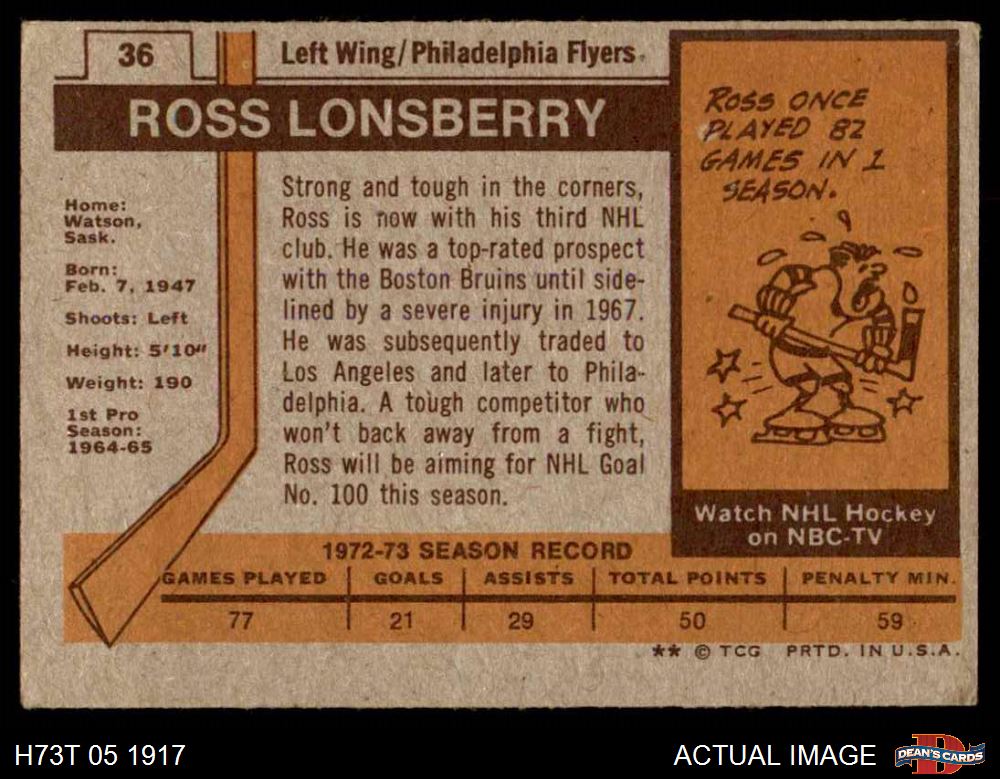 36
Left Wing/Philadelphia Flyers.
ROSS LONSBERRY
Home:
Watson,
Sask.
Born:
Feb. 7, 1947
Shoots: Left
Height: 5'10"
Weight: 190
1st Pro
Season:
1964-65
Strong and tough in the corners,
Ross is now with his third NHL
club. He was a top-rated prospect
with the Boston Bruins until side-
lined by a severe injury in 1967.
He was subsequently traded to
Los Angeles and later to Phila-
delphia. A tough competitor who
won't back away from a fight,
Ross will be aiming for NHL Goal
No. 100 this season.
ROSS ONCE
PLAYED 82
GAMES IN 1
SEASON.
Watch NHL Hockey
on NBC-TV
1972-73 SEASON RECORD
GAMES PLAYED GOALS ASSISTS TOTAL POINTS PENALTY MIN.
77 21 29 50 59
** © TCG PRTD. IN U.S.A.
H73T 05 1917
ACTUAL IMAGE
DEAN'S CARDS